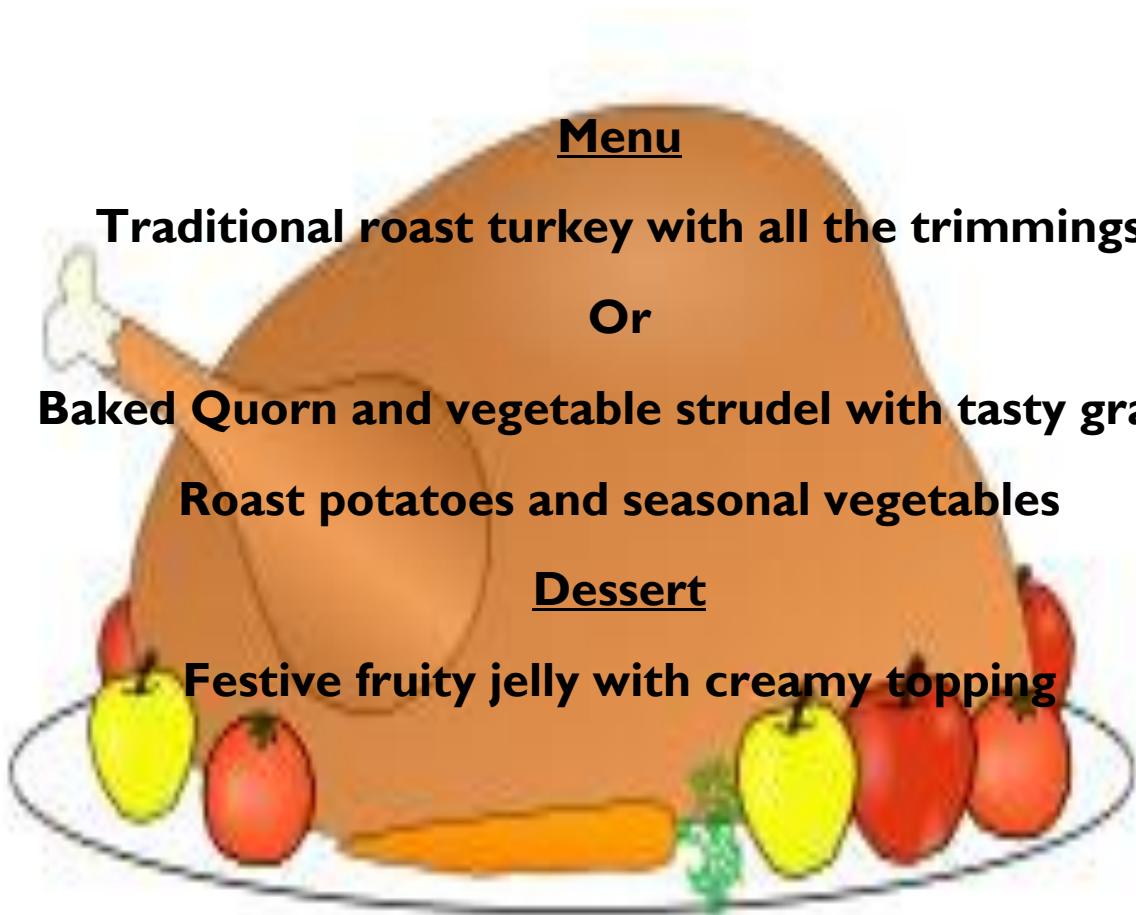 Menu
Traditional roast turkey with all the trimmings
Or
Baked Quorn and vegetable strudel with tasty
Roast potatoes and seasonal vegetables
Dessert
Festive fruity jelly with creamy topping